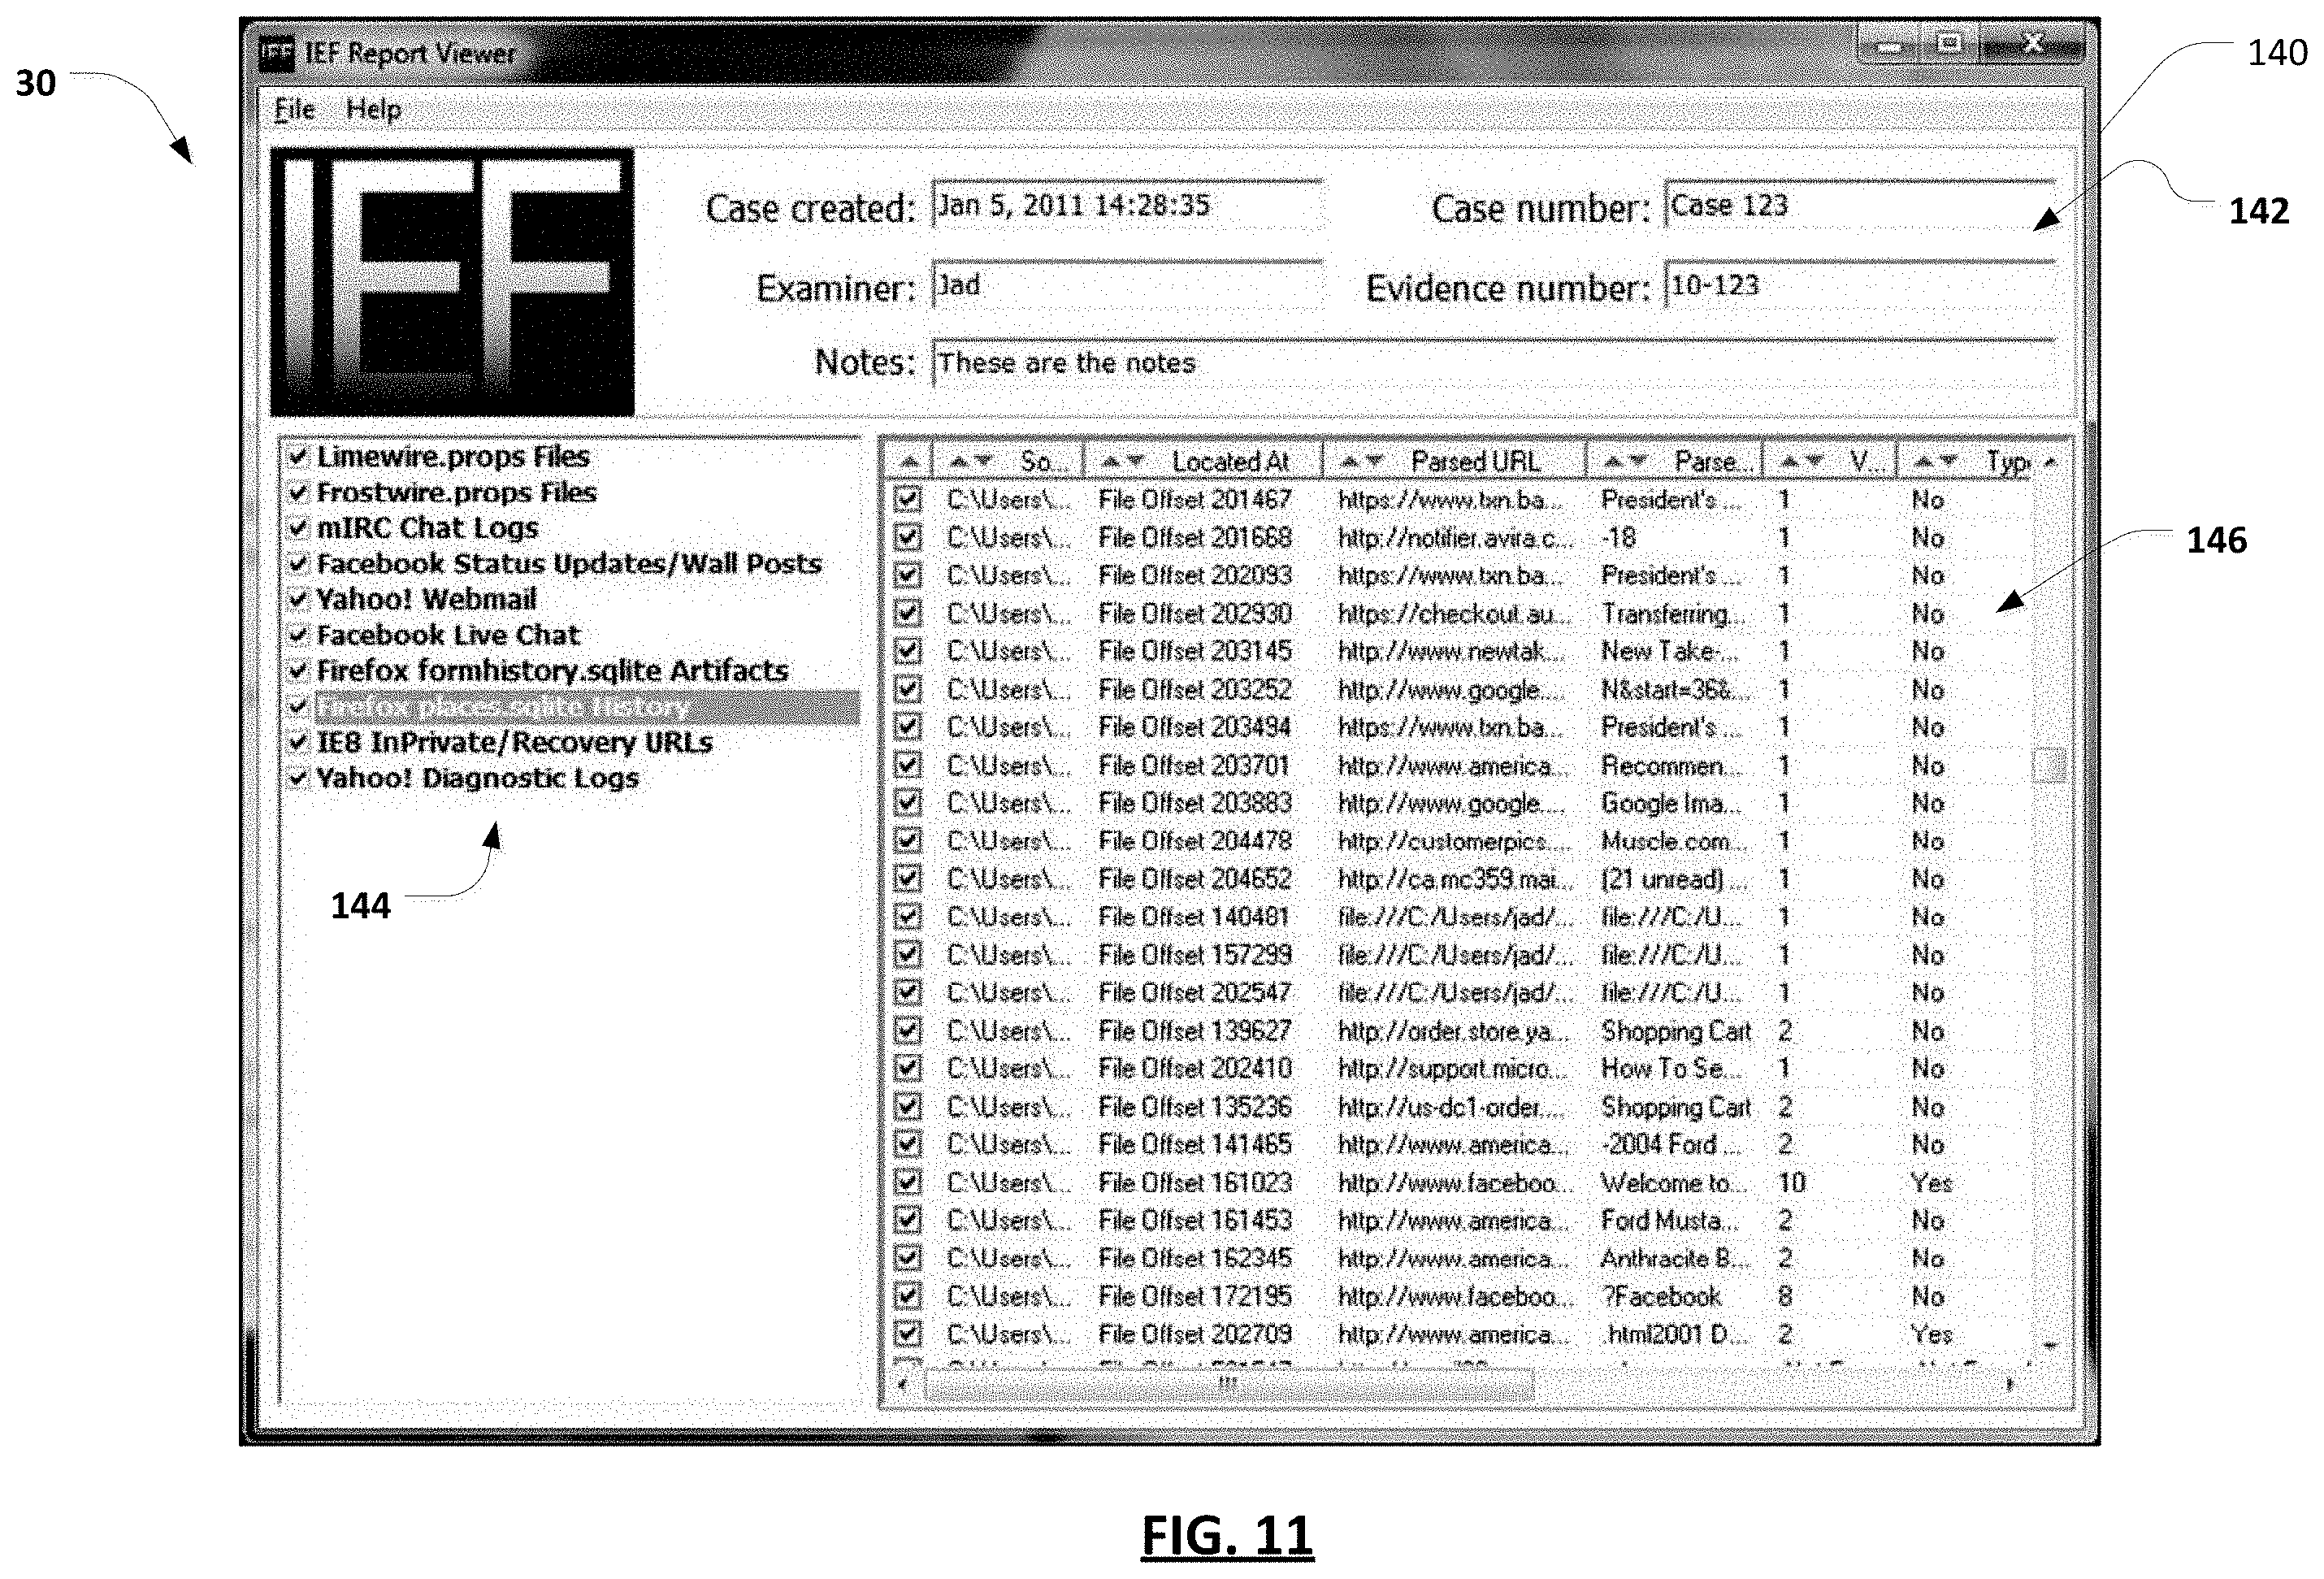 IEF IEF Report Viewer
140
30
File Help
IEF
Case created: Jan 5, 2011 14:28:35 Case number: Case 123
142
Examiner: Jad Evidence number: 10-123
Notes: These are the notes
Limewire.props Files
Frostwire.props Files
mIRC Chat Logs
Facebook Status Updates/Wall Posts
Yahoo! Webmail
Facebook Live Chat
Firefox formhistory.sqlite Artifacts
Firefox places.sqlite History
IE8 InPrivate/Recovery URLs
Yahoo! Diagnostic Logs
144
So... Located At Parsed URL Parse... V... Typ
C:\Users\... File Offset 201467 https://www.txn.ba... President's ... 1 No
C:\Users\... File Offset 201668 http://notifier.avira.c... -18 1 No
146
C:\Users\... File Offset 202093 https://www.txn.ba... President's ... 1 No
C:\Users\... File Offset 202930 https://checkout.au... Transferring... 1 No
C:\Users\... File Offset 203145 http://www.newtak... New Take-... 1 No
C:\Users\... File Offset 203252 http://www.google.... N&start=36&... 1 No
C:\Users\... File Offset 203494 https://www.txn.ba... President's ... 1 No
C:\Users\... File Offset 203701 http://www.america... Recommen... 1 No
C:\Users\... File Offset 203883 http://www.google.... Google Ima... 1 No
C:\Users\... File Offset 204478 http://customerpics.... Muscle.com... 1 No
C:\Users\... File Offset 204652 http://ca.mc359.mai... (21 unread) ... 1 No
C:\Users\... File Offset 140481 file:///C:/Users/jad/... file:///C:/U... 1 No
C:\Users\... File Offset 157299 file:///C:/Users/jad/... file:///C:/U... 1 No
C:\Users\... File Offset 202547 file:///C:/Users/jad/... file:///C:/U... 1 No
C:\Users\... File Offset 139627 http://order.store.ya... Shopping Cart 2 No
C:\Users\... File Offset 202410 http://support.micro... How To Se... 1 No
C:\Users\... File Offset 135236 http://us-dc1-order.... Shopping Cart 2 No
C:\Users\... File Offset 141465 http://www.america... -2004 Ford ... 2 No
C:\Users\... File Offset 161023 http://www.faceboo... Welcome to... 10 Yes
C:\Users\... File Offset 161453 http://www.america... Ford Musta... 2 No
C:\Users\... File Offset 162345 http://www.america... Anthracite B... 2 No
C:\Users\... File Offset 172195 http://www.faceboo... ?Facebook 8 No
C:\Users\... File Offset 202709 http://www.america... .html2001 D... 2 Yes
FIG. 11